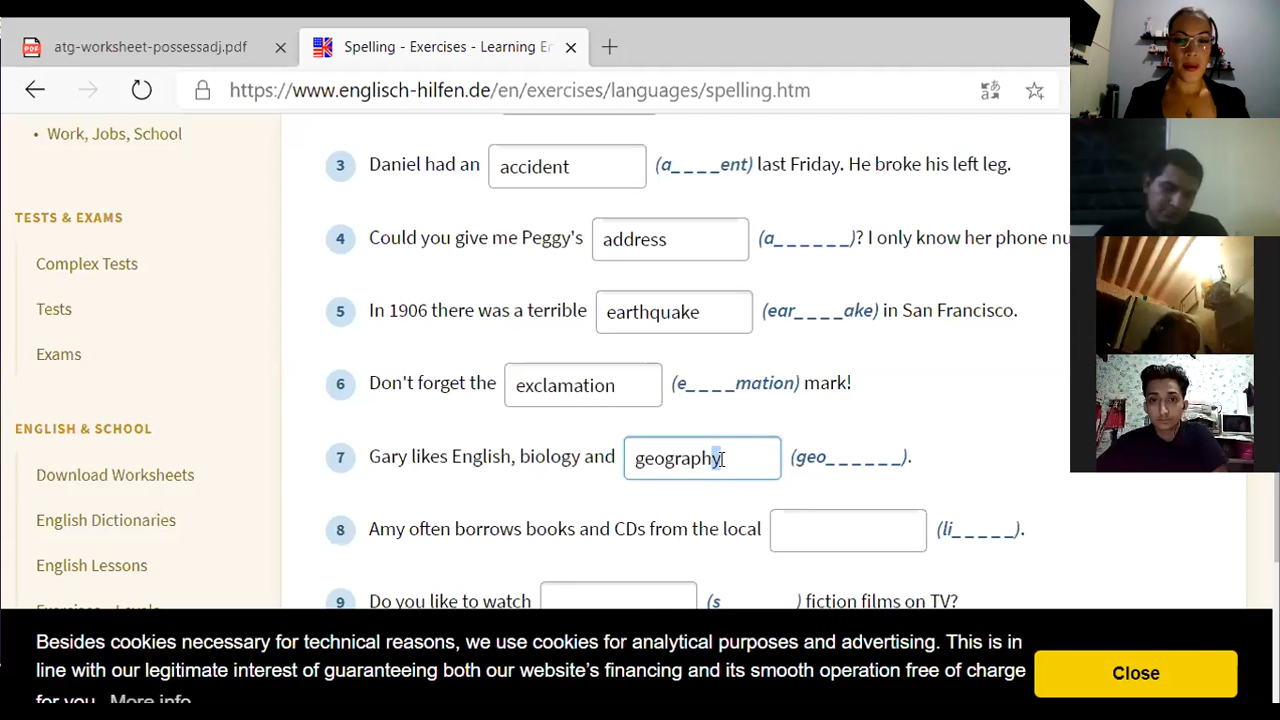 atg-worksheet-possessadj.pdf
Spelling - Exercises - Learning En
https://www.englisch-hilfen.de/en/exercises/languages/spelling.htm
• Work, Jobs, School
TESTS & EXAMS
Complex Tests
Tests
Exams
ENGLISH & SCHOOL
Download Worksheets
English Dictionaries
English Lessons
3 Daniel had an accident (a____ent) last Friday. He broke his left leg.
4 Could you give me Peggy's address (a______)? I only know her phone nu
5 In 1906 there was a terrible earthquake (ear____ake) in San Francisco.
6 Don't forget the exclamation (e____mation) mark!
7 Gary likes English, biology and geography (geo______).
8 Amy often borrows books and CDs from the local (li_____).
9 Do you like to watch (s______) fiction films on TV?
Besides cookies necessary for technical reasons, we use cookies for analytical purposes and advertising. This is in
line with our legitimate interest of guaranteeing both our website's financing and its smooth operation free of charge
for you. More info
Close